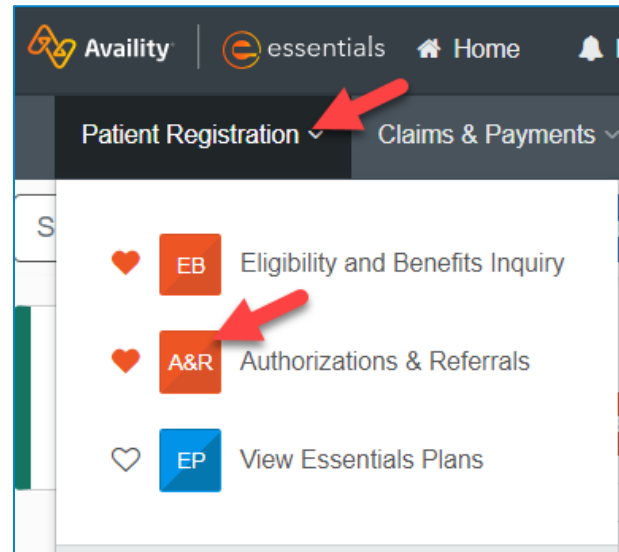 Availity essentials Home
Patient Registration Claims & Payments
S
EB Eligibility and Benefits Inquiry
A&R Authorizations & Referrals
EP View Essentials Plans